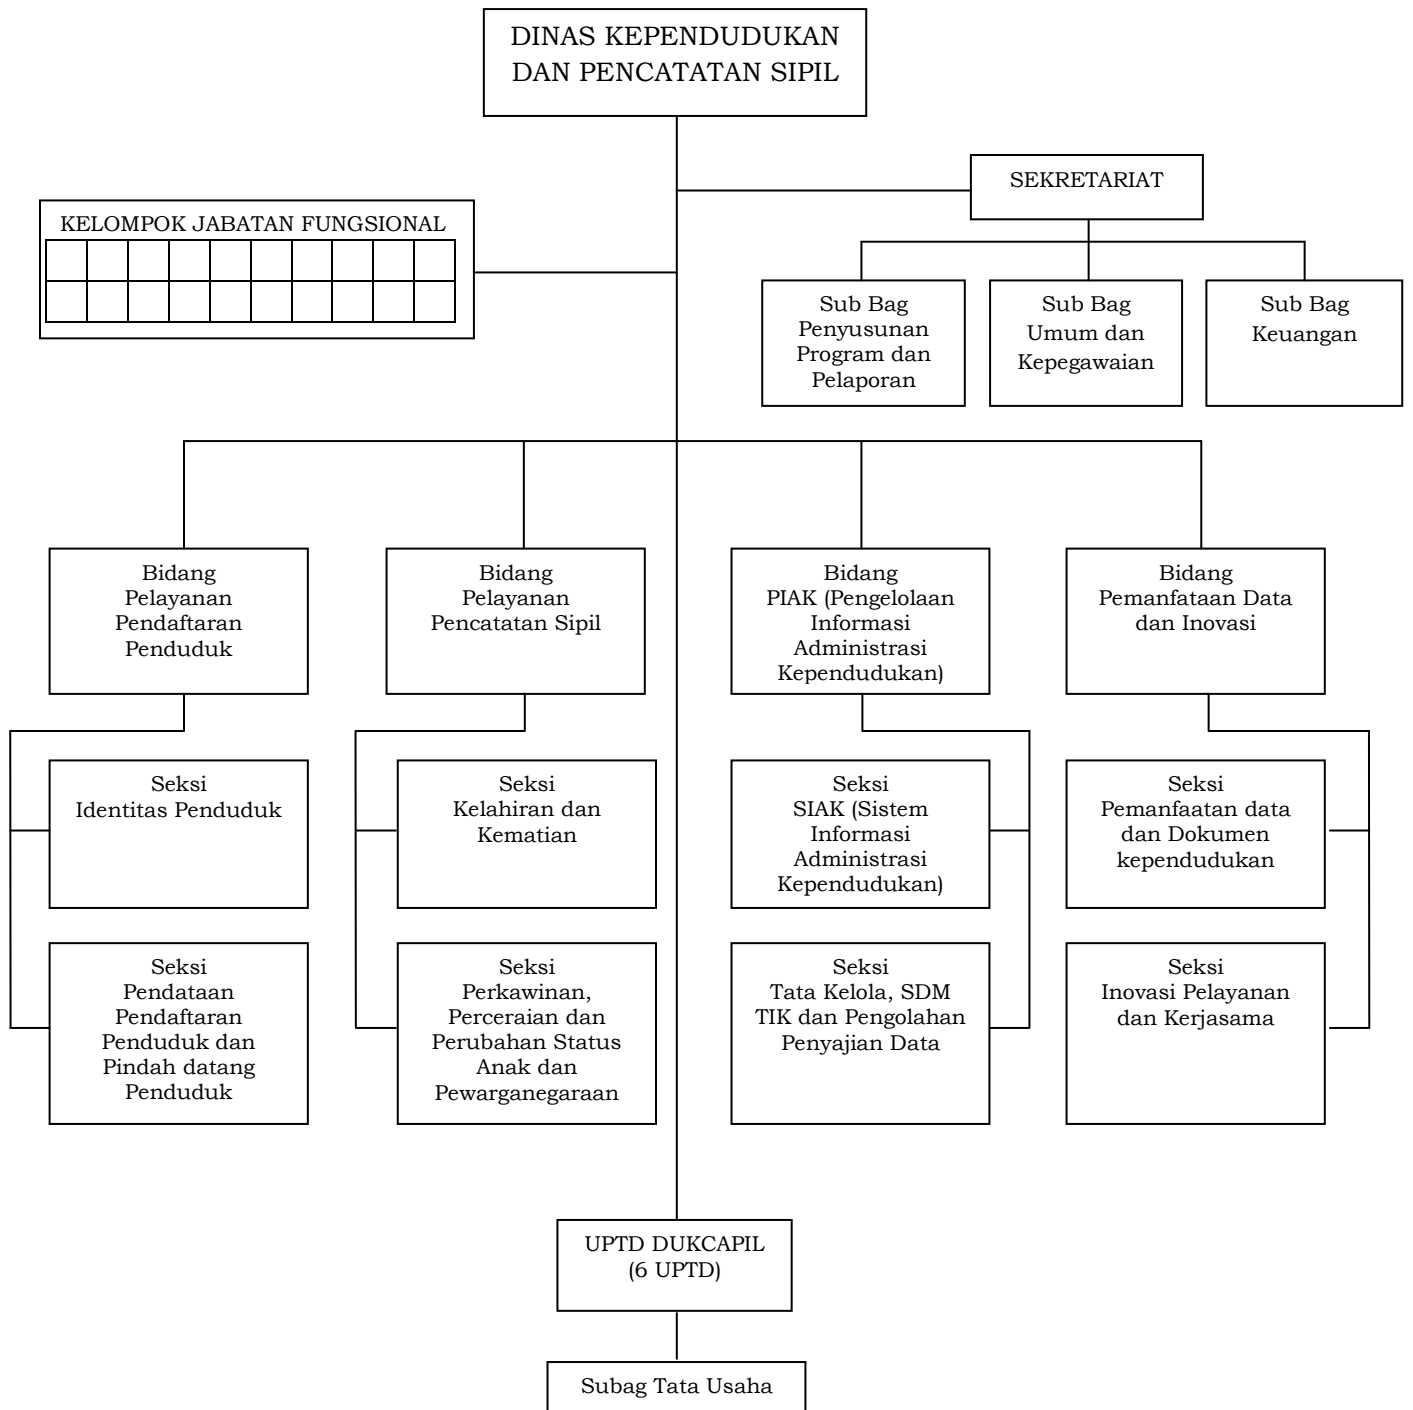 DINAS KEPENDUDUKAN
DAN PENCATATAN SIPIL
SEKRETARIAT
KELOMPOK JABATAN FUNGSIONAL
Sub Bag
Penyusunan
Program dan
Pelaporan
Sub Bag
Umum dan
Kepegawaian
Sub Bag
Keuangan
Bidang
Pelayanan
Pendaftaran
Penduduk
Bidang
Pelayanan
Pencatatan Sipil
Bidang
PIAK (Pengelolaan
Informasi
Administrasi
Kependudukan)
Bidang
Pemanfataan Data
dan Inovasi
Seksi
Identitas Penduduk
Seksi
Kelahiran dan
Kematian
Seksi
SIAK (Sistem
Informasi
Administrasi
Kependudukan)
Seksi
Pemanfaatan data
dan Dokumen
kependudukan
Seksi
Pendataan
Pendaftaran
Penduduk dan
Pindah datang
Penduduk
Seksi
Perkawinan,
Perceraian dan
Perubahan Status
Anak dan
Pewarganegaraan
Seksi
Tata Kelola, SDM
TIK dan Pengolahan
Penyajian Data
Seksi
Inovasi Pelayanan
dan Kerjasama
UPTD DUKCAPIL
(6 UPTD)
Subag Tata Usaha